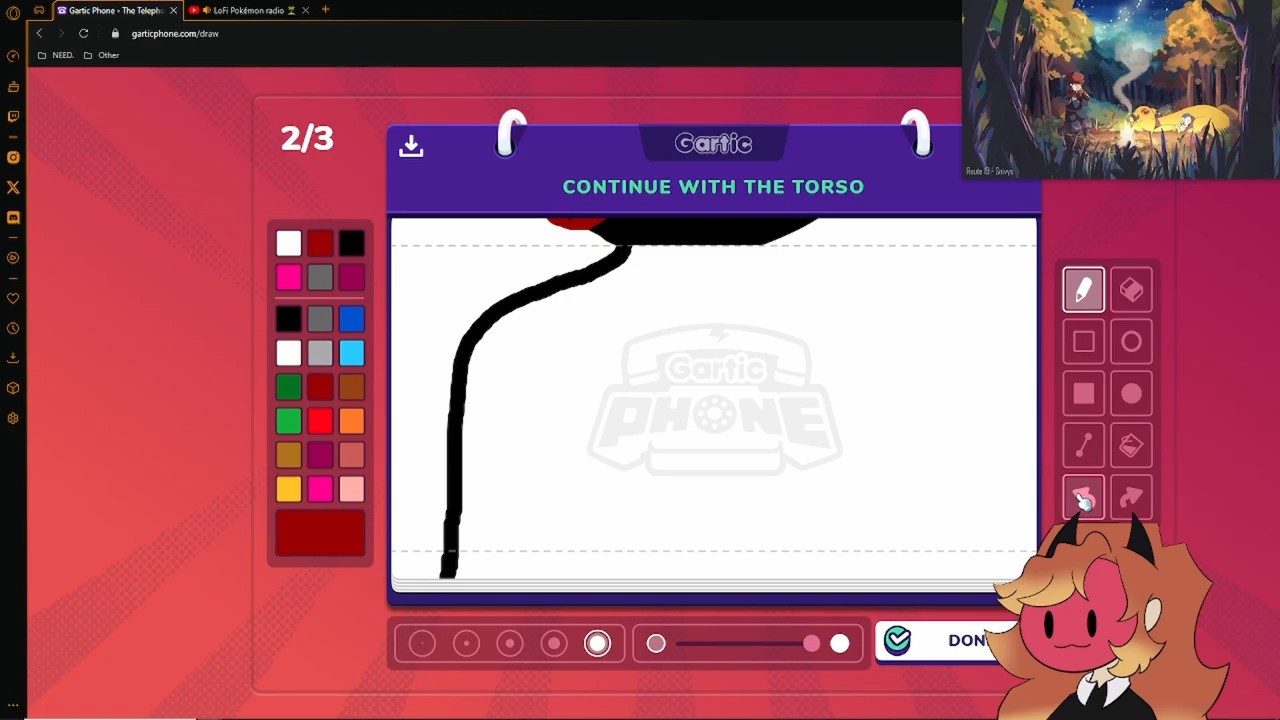 Gartic Phone - The Teleph
LoFi Pokémon radio
garticphone.com/draw
NEED.
Other
2/3
Gartic
CONTINUE WITH THE TORSO
Gartic
PHONE
DON
Route 19 - Snivys